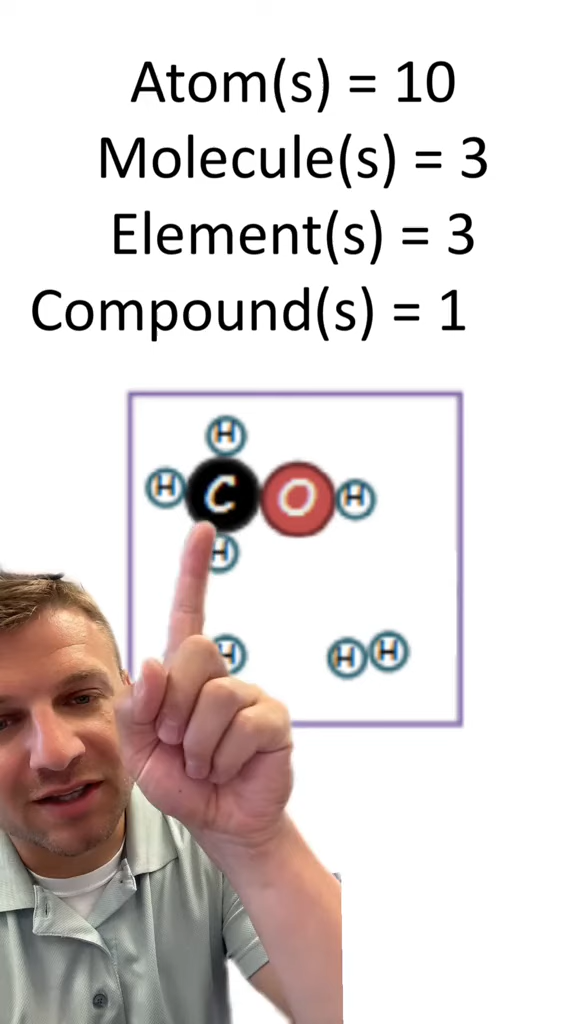 Atom(s) = 10
Molecule(s) = 3
Element(s) = 3
Compound(s) = 1
H
H C O H
H
H H H